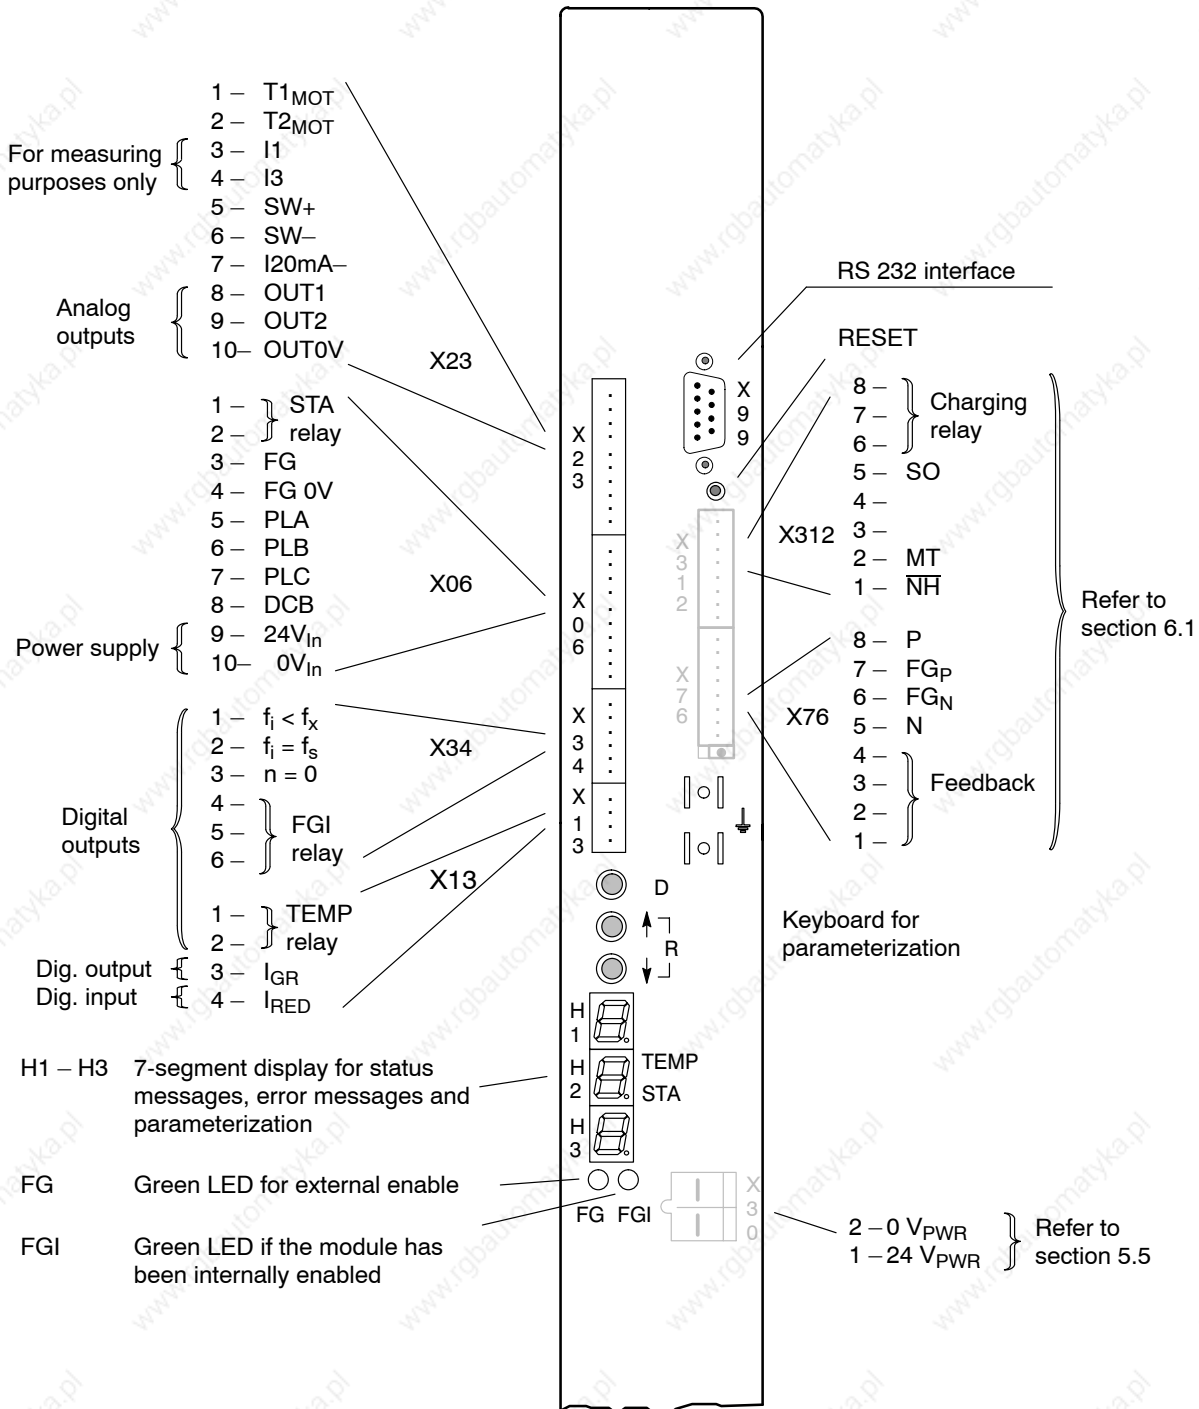 1 – T1MOT
2 – T2MOT
For measuring purposes only
3 – I1
4 – I3
5 – SW+
6 – SW–
7 – I20mA–
Analog outputs
8 – OUT1
9 – OUT2
10– OUT0V
X23
1 –
2 –
STA relay
3 – FG
4 – FG 0V
5 – PLA
6 – PLB
7 – PLC
8 – DCB
X06
Power supply
9 – 24VIn
10– 0VIn
Digital outputs
1 – fi < fx
2 – fi = fs
3 – n = 0
X34
4 –
5 –
6 –
FGI relay
X13
1 –
2 –
TEMP relay
Dig. output
3 – IGR
Dig. input
4 – IRED
H1 – H3 7-segment display for status
messages, error messages and
parameterization
FG Green LED for external enable
FGI Green LED if the module has
been internally enabled
X23
X06
X34
X13
X99
X312
X76
D
R
H1
H2
H3
TEMP
STA
FG FGI
X30
RS 232 interface
RESET
8 –
7 –
6 –
Charging relay
5 – SO
4 –
3 –
2 – MT
1 – N̅H̅
X312
8 – P
7 – FGP
6 – FGN
5 – N
X76
4 –
3 –
2 –
1 –
Feedback
Refer to
section 6.1
Keyboard for
parameterization
2 – 0 VPWR
1 – 24 VPWR
Refer to
section 5.5
www.rgbautomatyka.pl